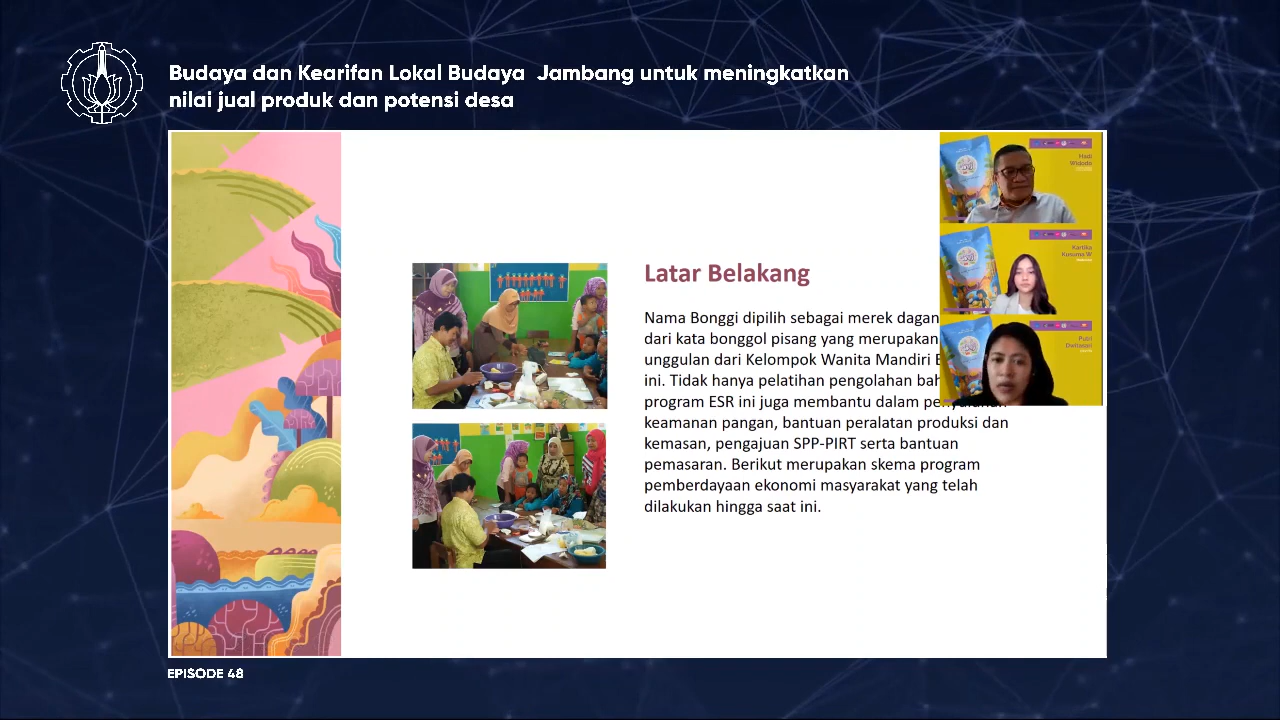 Budaya dan Kearifan Lokal Budaya Jambang untuk meningkatkan
nilai jual produk dan potensi desa
Hadi
Widodo
Kartika
Kusuma W
Putri
Dwitasari
Latar Belakang
Nama Bonggi dipilih sebagai merek dagan
dari kata bonggol pisang yang merupakan
unggulan dari Kelompok Wanita Mandiri
ini. Tidak hanya pelatihan pengolahan bah
program ESR ini juga membantu dalam
keamanan pangan, bantuan peralatan produksi dan
kemasan, pengajuan SPP-PIRT serta bantuan
pemasaran. Berikut merupakan skema program
pemberdayaan ekonomi masyarakat yang telah
dilakukan hingga saat ini.
EPISODE 48